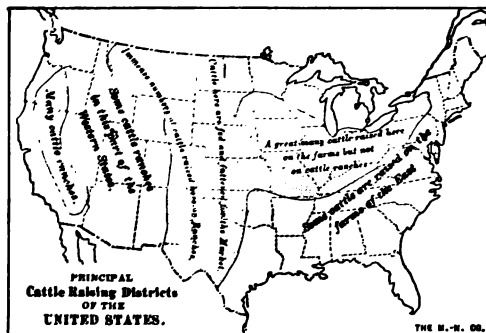 Many cattle ranches.
Some cattle ranched
in this part of the
Western States.
Immense numbers of cattle raised here on Ranches.
Cattle here are fed and fattened for the Market.
A great many cattle raised here
on the farms but not
on cattle ranches
Some cattle are raised on the
farms of the East
PRINCIPAL
Cattle Raising Districts
OF THE
UNITED STATES.
THE M.-N. CO.